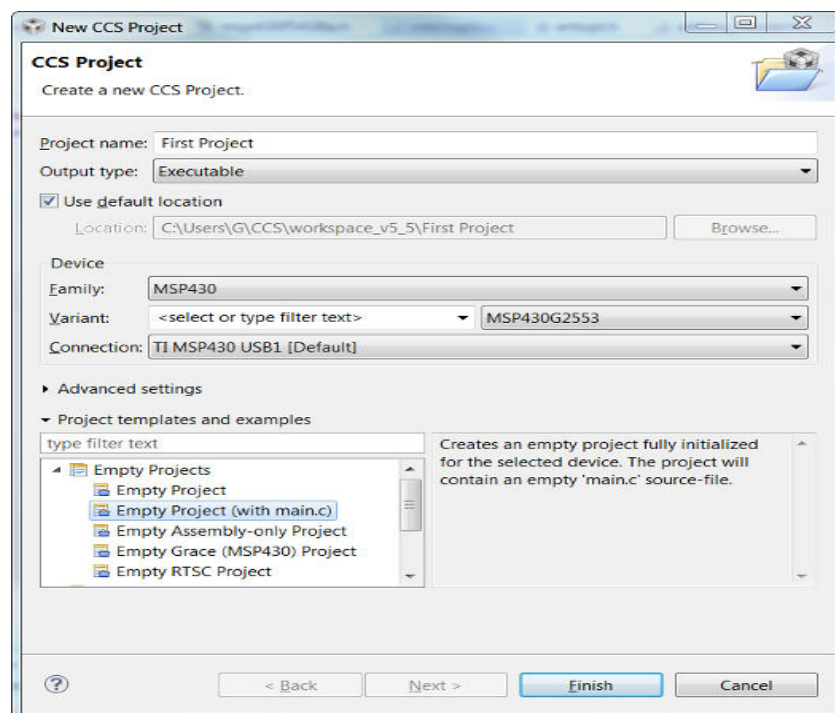 New CCS Project
CCS Project
Create a new CCS Project.
Project name: First Project
Output type: Executable
Use default location
Location: C:\Users\G\CCS\workspace_v5_5\First Project Browse...
Device
Family: MSP430
Variant: <select or type filter text> MSP430G2553
Connection: TI MSP430 USB1 [Default]
Advanced settings
Project templates and examples
type filter text
Empty Projects
Empty Project
Empty Project (with main.c)
Empty Assembly-only Project
Empty Grace (MSP430) Project
Empty RTSC Project
Creates an empty project fully initialized
for the selected device. The project will
contain an empty 'main.c' source-file.
? < Back Next > Finish Cancel